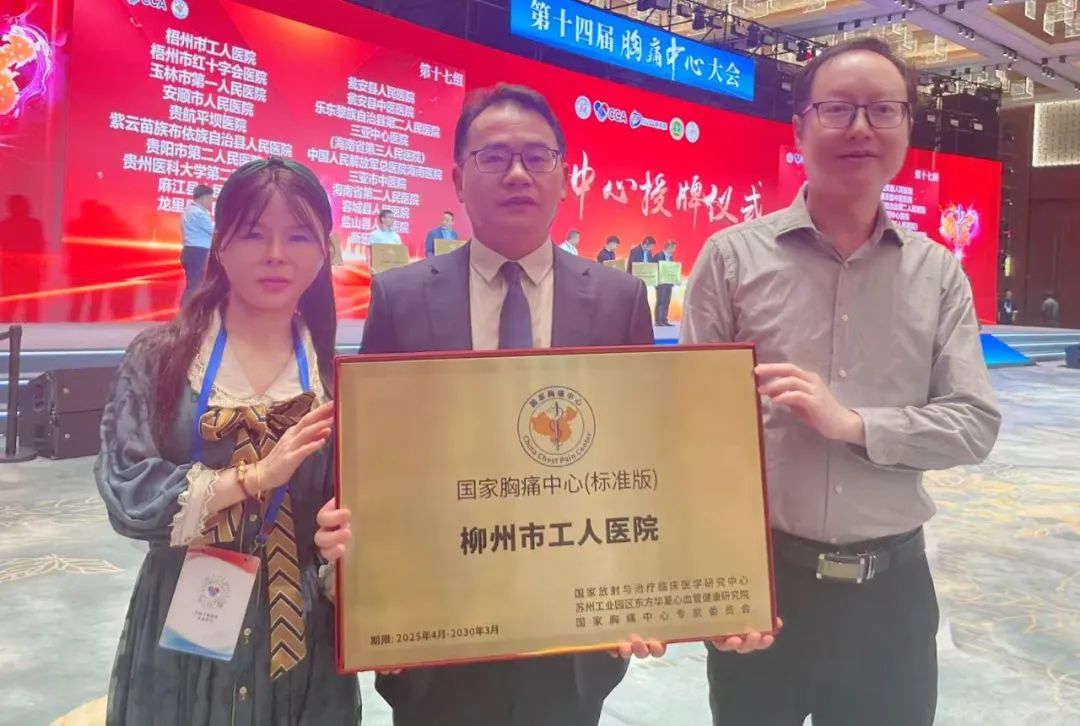 第十四届 胸痛中心大会
CCA
第十七组
梧州市工人医院
梧州市红十字会医院
玉林市第一人民医院
安顺市人民医院
贵航平坝医院
紫云苗族布依族自治县人民医院
贵阳市第二人民医院
贵州医科大学第二
麻江县
龙里
瓮安县人民医院
瓮安县中医医院
乐东黎族自治县第二人民医院
三亚中心医院
(海南省第三人民医院)
中国人民解放军总医院海南医院
三亚市中医院
海南省第二人民医院
容城县人民医院
盐山县人民医院
新乐
CCA
中心授牌仪式
第十七组
国家胸痛中心
China Chest Pain Center
国家胸痛中心(标准版)
柳州市工人医院
国家放射与治疗临床医学研究中心
苏州工业园区东方华夏心血管健康研究院
国家胸痛中心专家委员会
期限: 2025年4月-2030年3月